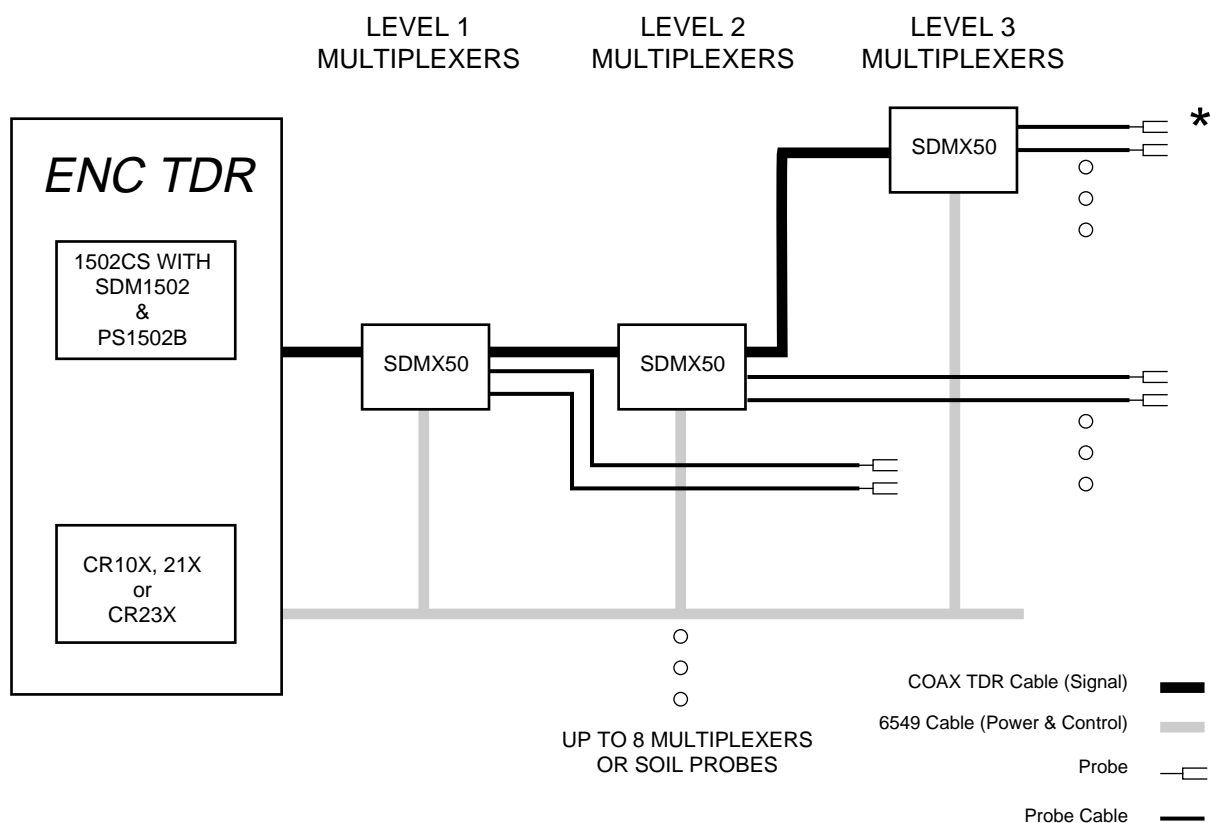 LEVEL 1
MULTIPLEXERS
LEVEL 2
MULTIPLEXERS
LEVEL 3
MULTIPLEXERS
*
ENC TDR
1502CS WITH
SDM1502
&
PS1502B
SDMX50
SDMX50
SDMX50
CR10X, 21X
or
CR23X
UP TO 8 MULTIPLEXERS
OR SOIL PROBES
COAX TDR Cable (Signal)
6549 Cable (Power & Control)
Probe
Probe Cable